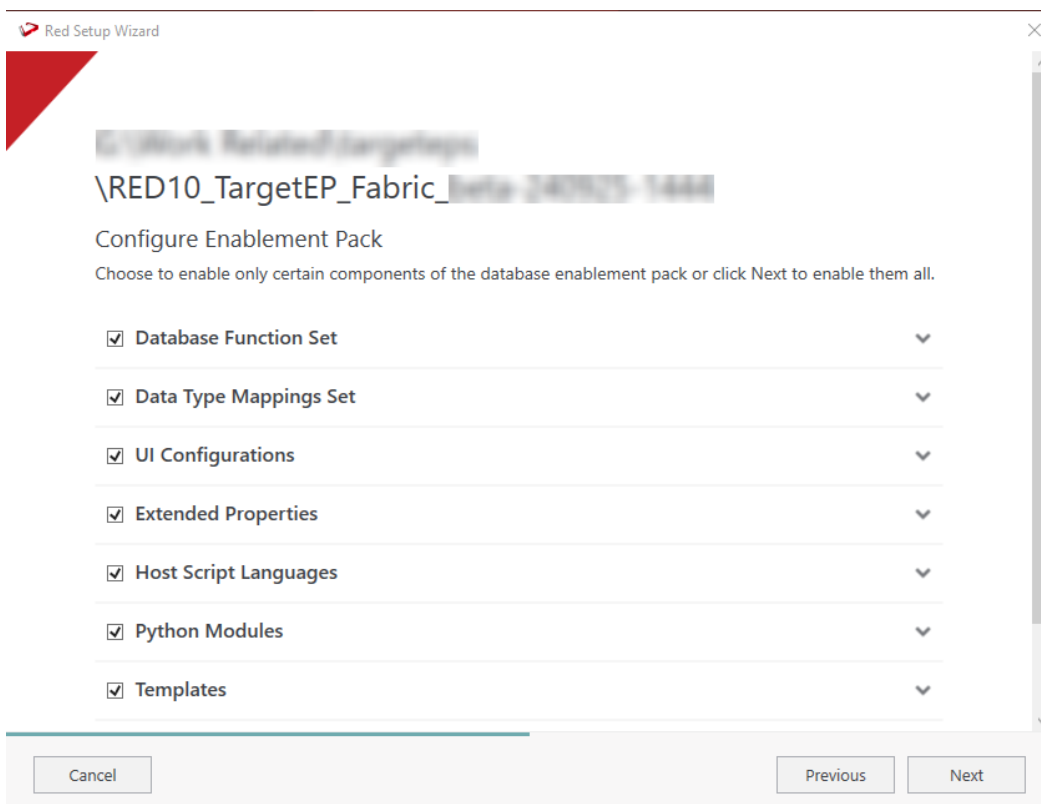 Red Setup Wizard
\RED10_TargetEP_Fabric_
Configure Enablement Pack
Choose to enable only certain components of the database enablement pack or click Next to enable them all.
Database Function Set
Data Type Mappings Set
UI Configurations
Extended Properties
Host Script Languages
Python Modules
Templates
Cancel
Previous
Next